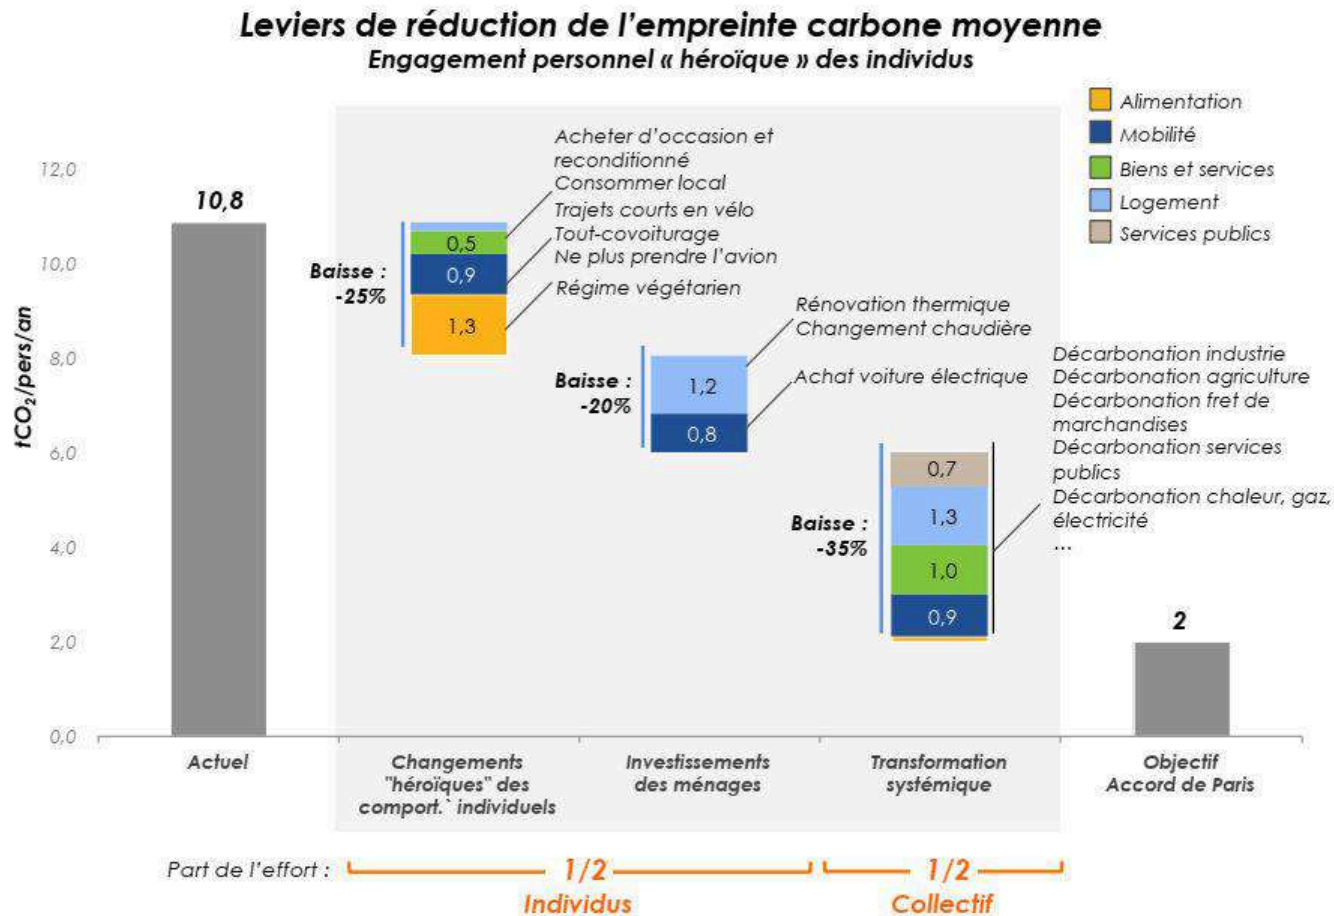 Leviers de réduction de l'empreinte carbone moyenne
Engagement personnel « héroïque » des individus
Alimentation
Mobilité
Biens et services
Logement
Services publics
tCO₂/pers/an
12,0
10,0
8,0
6,0
4,0
2,0
0,0
10,8
Baisse :
-25%
0,5
0,9
1,3
Acheter d'occasion et
reconditionné
Consommer local
Trajets courts en vélo
Tout-covoiturage
Ne plus prendre l'avion
Régime végétarien
Baisse :
-20%
1,2
0,8
Rénovation thermique
Changement chaudière
Achat voiture électrique
Baisse :
-35%
0,7
1,3
1,0
0,9
Décarbonation industrie
Décarbonation agriculture
Décarbonation fret de
marchandises
Décarbonation services
publics
Décarbonation chaleur, gaz,
électricité
...
2
Actuel
Changements
"héroïques" des
comport.` individuels
Investissements
des ménages
Transformation
systémique
Objectif
Accord de Paris
Part de l'effort :
1/2
Individus
1/2
Collectif